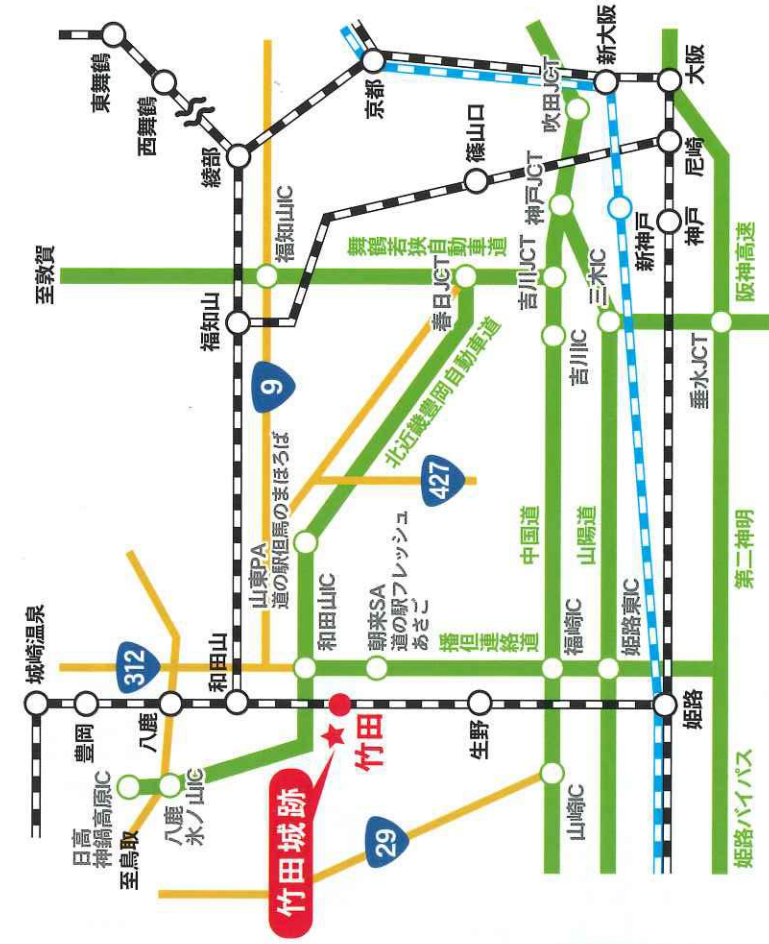 東舞鶴
西舞鶴
綾部
京都
新大阪
大阪
吹田JCT
篠山口
尼崎
神戸JCT
新神戸
神戸
至敦賀
福知山IC
福知山
舞鶴若狭自動車道
春日JCT
吉川JCT
三木IC
阪神高速
吉川IC
垂水JCT
9
北近畿豊岡自動車道
427
山東PA
道の駅但馬のまほろば
中国道
山陽道
第二神明
城崎温泉
豊岡
八鹿
和田山
312
和田山IC
朝来SA
道の駅フレッシュ
あさご
播但連絡道
福崎IC
姫路東IC
日高
神鍋高原IC
至鳥取
八鹿
氷ノ山IC
竹田
生野
姫路
竹田城跡
29
山崎IC
姫路バイパス